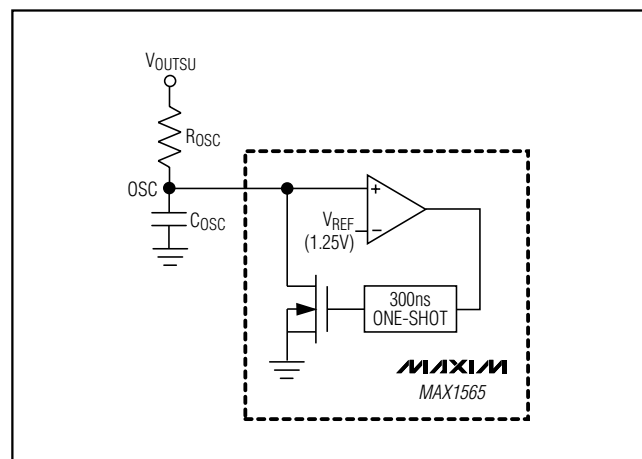 VOUTSU
ROSC
OSC
COSC
+
VREF
(1.25V)
−
300ns
ONE-SHOT
MAXIM
MAX1565